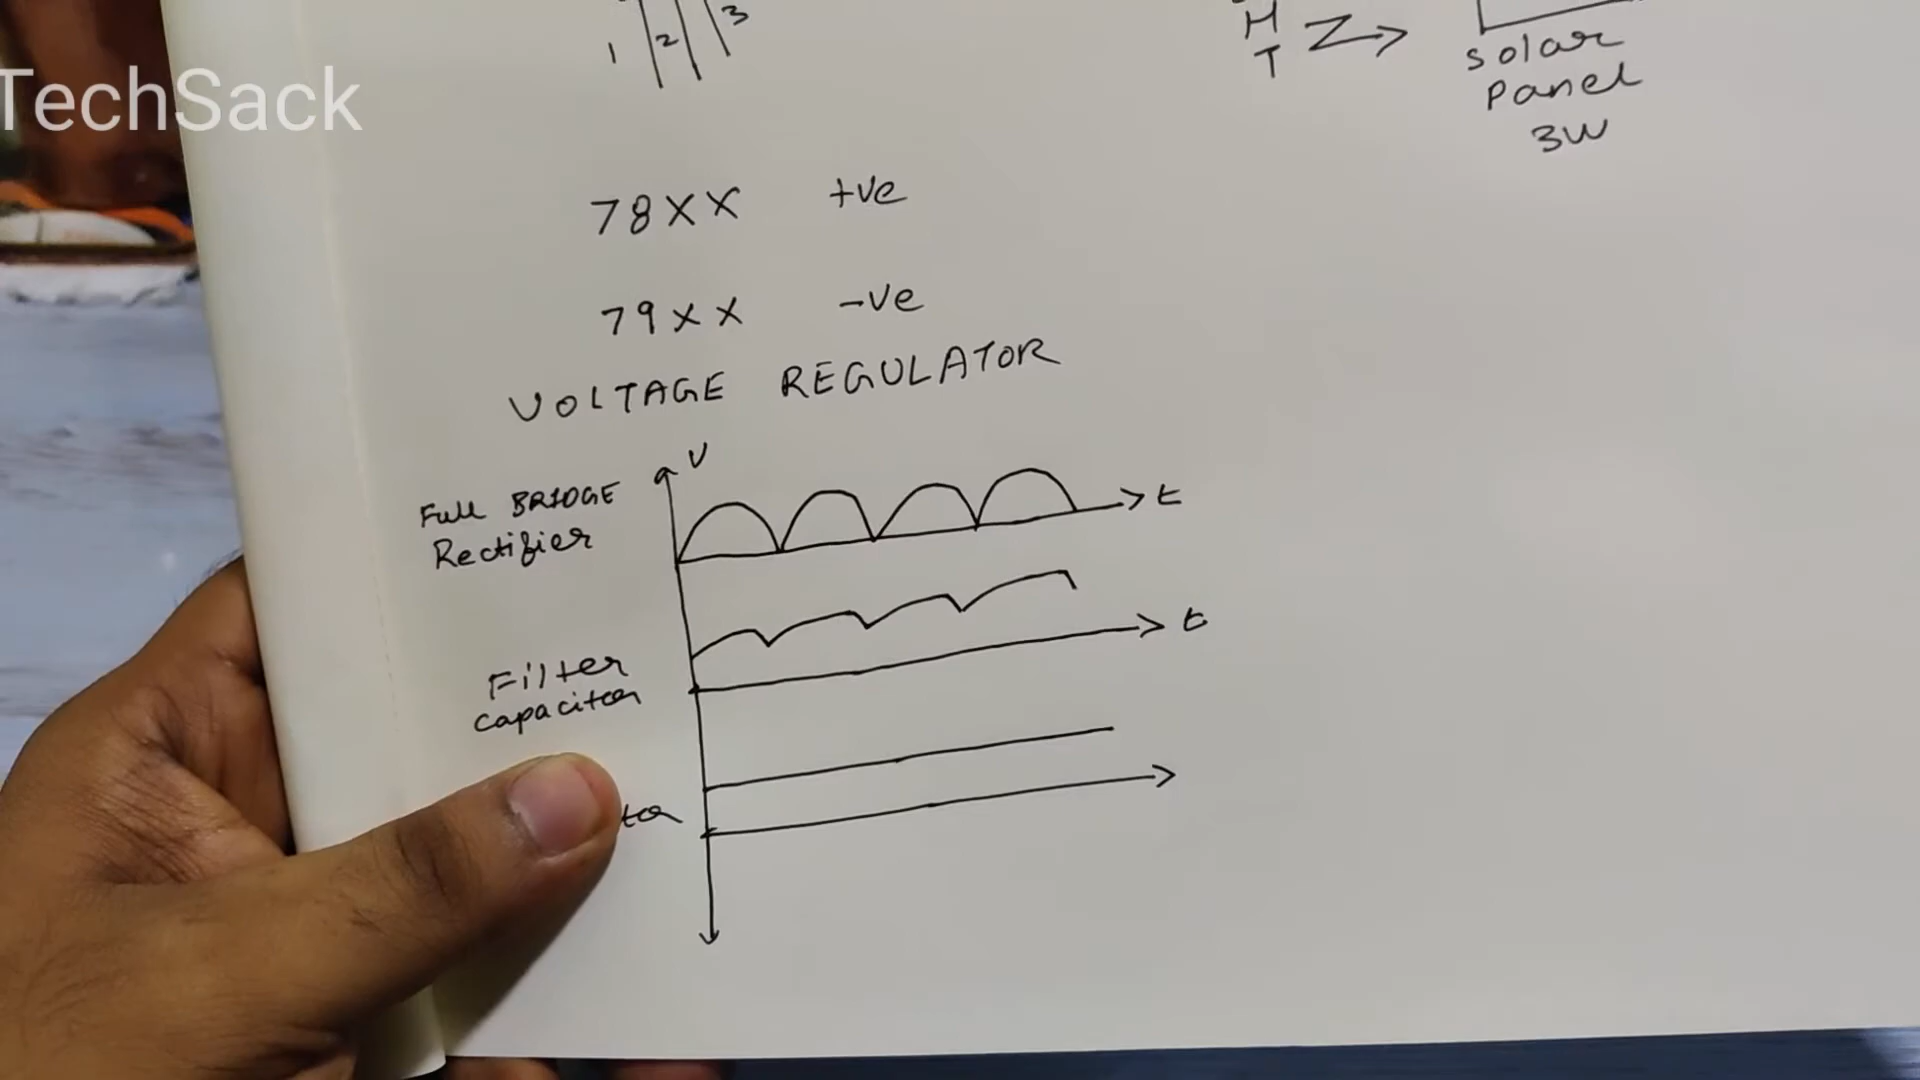 TechSack
1 2 3
H
T
solar
Panel
3W
78XX +ve
79XX -ve
VOLTAGE REGULATOR
V
Full BRIDGE
Rectifier
t
Filter
capacitor
t